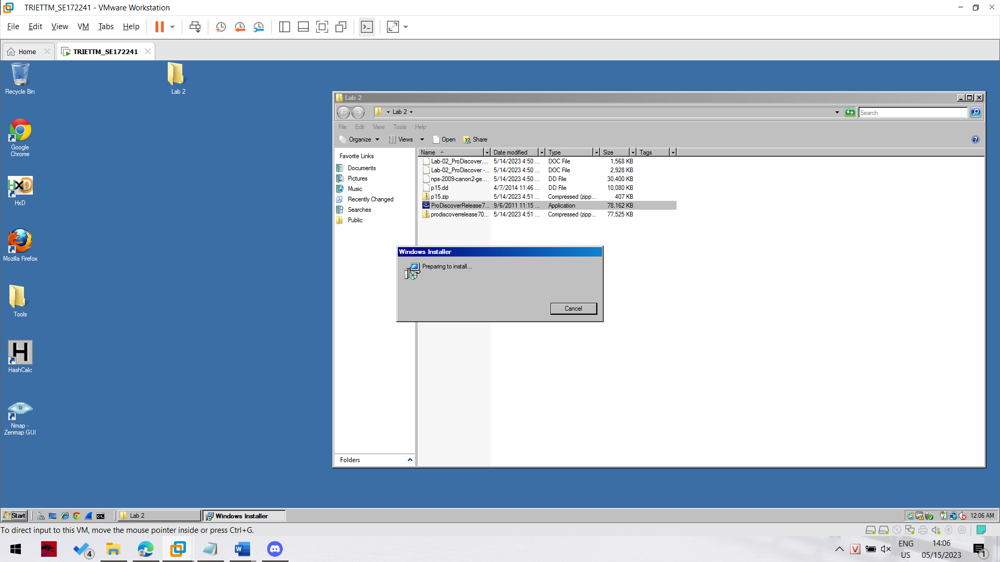 TRIETTM_SE172241 - VMware Workstation
File Edit View VM Tabs Help
Home
TRIETTM_SE172241
Recycle Bin
Lab 2
Google
Chrome
HxD
Mozilla Firefox
Tools
HashCalc
Nmap -
Zenmap GUI
Lab 2
Lab 2
Search
File Edit View Tools Help
Organize Views Open Share
Favorite Links
Documents
Pictures
Music
Recently Changed
Searches
Public
Folders
Name Date modified Type Size Tags
Lab-02_ProDiscover.... 5/14/2023 4:50 ... DOC File 1,568 KB
Lab-02_ProDiscover -... 5/14/2023 4:50 ... DOC File 2,928 KB
nps-2009-canon2-ge... 5/14/2023 4:50 ... DD File 30,400 KB
p15.dd 4/7/2014 11:46 ... DD File 10,080 KB
p15.zip 5/14/2023 4:51 ... Compressed (zipp... 407 KB
ProDiscoverRelease7... 9/6/2011 11:15 ... Application 78,162 KB
prodiscoverrelease70... 5/14/2023 4:51 ... Compressed (zipp... 77,525 KB
Windows Installer
Preparing to install...
Cancel
Start Lab 2 Windows Installer 12:06 AM
To direct input to this VM, move the mouse pointer inside or press Ctrl+G.
4
ENG
US
14:06
05/15/2023
1